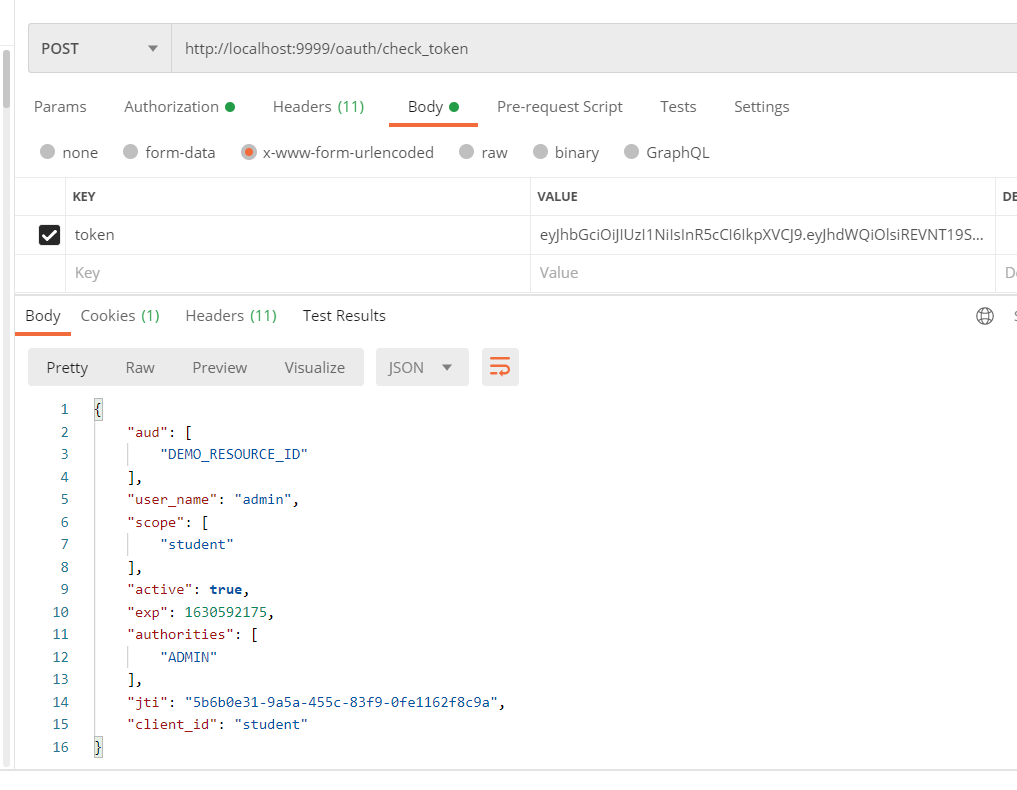 POST http://localhost:9999/oauth/check_token
Params Authorization Headers (11) Body Pre-request Script Tests Settings
none form-data x-www-form-urlencoded raw binary GraphQL
KEY VALUE DE
token eyJhbGciOiJIUzI1NiIsInR5cCI6IkpXVCJ9.eyJhdWQiOlsiREVNT19S...
Key Value De
Body Cookies (1) Headers (11) Test Results S
Pretty Raw Preview Visualize JSON
1 {
2 "aud": [
3 "DEMO_RESOURCE_ID"
4 ],
5 "user_name": "admin",
6 "scope": [
7 "student"
8 ],
9 "active": true,
10 "exp": 1630592175,
11 "authorities": [
12 "ADMIN"
13 ],
14 "jti": "5b6b0e31-9a5a-455c-83f9-0fe1162f8c9a",
15 "client_id": "student"
16 }